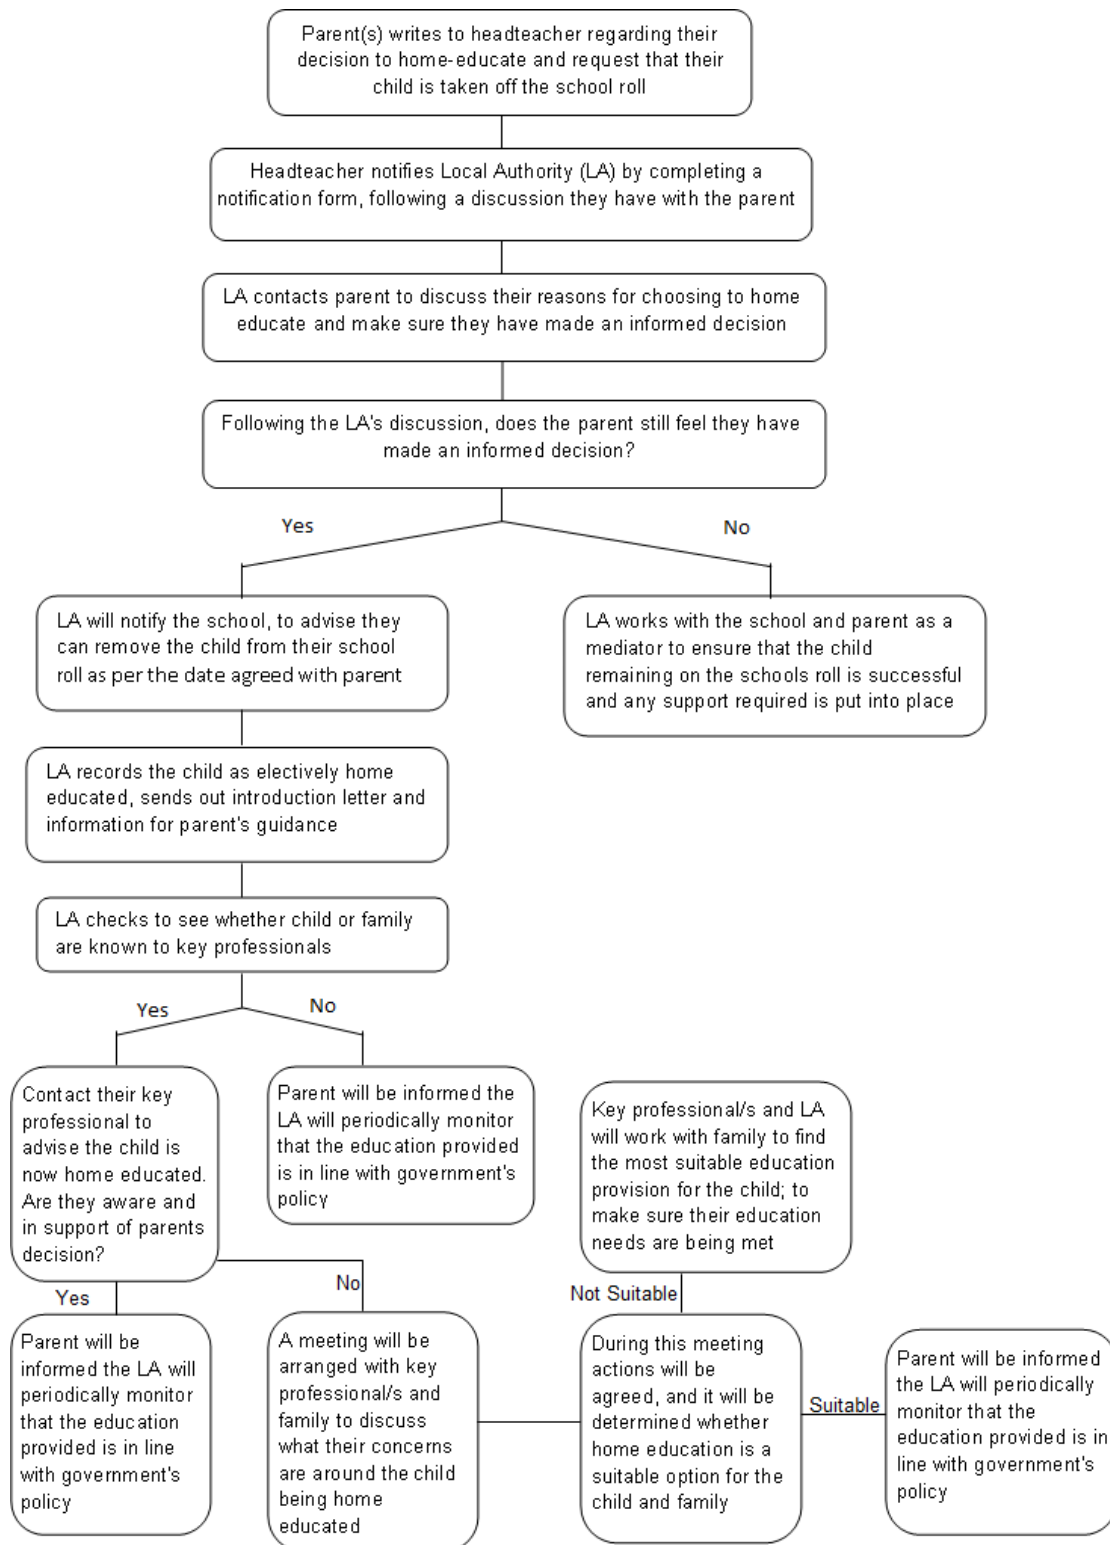 Parent(s) writes to headteacher regarding their
decision to home-educate and request that their
child is taken off the school roll
Headteacher notifies Local Authority (LA) by completing a
notification form, following a discussion they have with the parent
LA contacts parent to discuss their reasons for choosing to home
educate and make sure they have made an informed decision
Following the LA's discussion, does the parent still feel they have
made an informed decision?
Yes
No
LA will notify the school, to advise they
can remove the child from their school
roll as per the date agreed with parent
LA works with the school and parent as a
mediator to ensure that the child
remaining on the schools roll is successful
and any support required is put into place
LA records the child as electively home
educated, sends out introduction letter and
information for parent's guidance
LA checks to see whether child or family
are known to key professionals
Yes
No
Contact their key
professional to
advise the child is
now home educated.
Are they aware and
in support of parents
decision?
Parent will be informed the
LA will periodically monitor
that the education provided
is in line with government's
policy
Key professional/s and LA
will work with family to find
the most suitable education
provision for the child; to
make sure their education
needs are being met
Yes
No
Not Suitable
Parent will be
informed the LA will
periodically monitor
that the education
provided is in line
with government's
policy
A meeting will be
arranged with key
professional/s and
family to discuss
what their concerns
are around the child
being home
educated
During this meeting
actions will be
agreed, and it will be
determined whether
home education is a
suitable option for the
child and family
Suitable
Parent will be informed
the LA will periodically
monitor that the
education provided is in
line with government's
policy